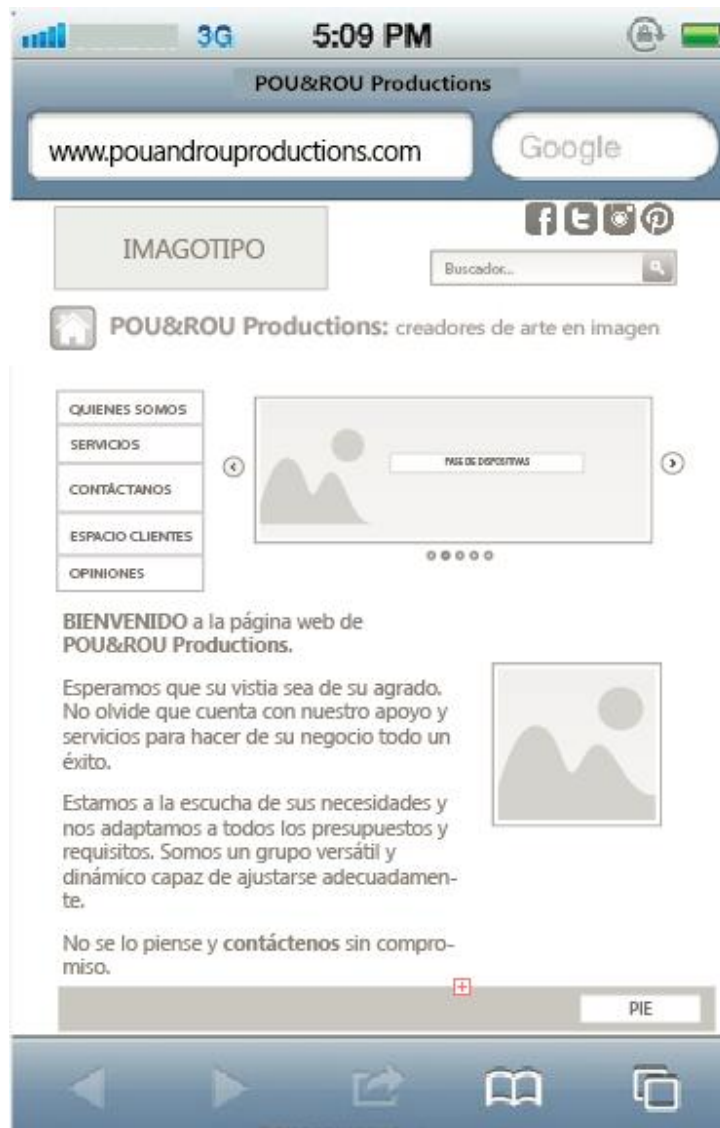 3G
5:09 PM
POU&ROU Productions
www.pouandrouproductions.com
Google
IMAGOTIPO
Buscador...
POU&ROU Productions: creadores de arte en imagen
QUIENES SOMOS
SERVICIOS
CONTÁCTANOS
ESPACIO CLIENTES
OPINIONES
PASE DE DISPOSITIVAS
BIENVENIDO a la página web de
POU&ROU Productions.
Esperamos que su vistia sea de su agrado.
No olvide que cuenta con nuestro apoyo y
servicios para hacer de su negocio todo un
éxito.
Estamos a la escucha de sus necesidades y
nos adaptamos a todos los presupuestos y
requisitos. Somos un grupo versátil y
dinámico capaz de ajustarse adecuadamen-
te.
No se lo piense y contáctenos sin compro-
miso.
PIE